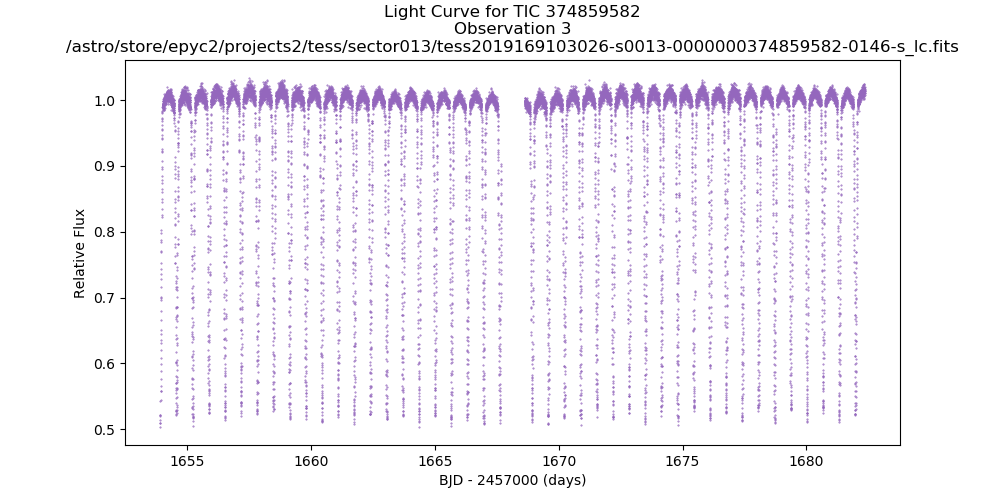 Light Curve for TIC 374859582
Observation 3
/astro/store/epyc2/projects2/tess/sector013/tess2019169103026-s0013-0000000374859582-0146-s_lc.fits
1.0
0.9
0.8
0.7
0.6
0.5
Relative Flux
1655
1660
1665
1670
1675
1680
BJD - 2457000 (days)